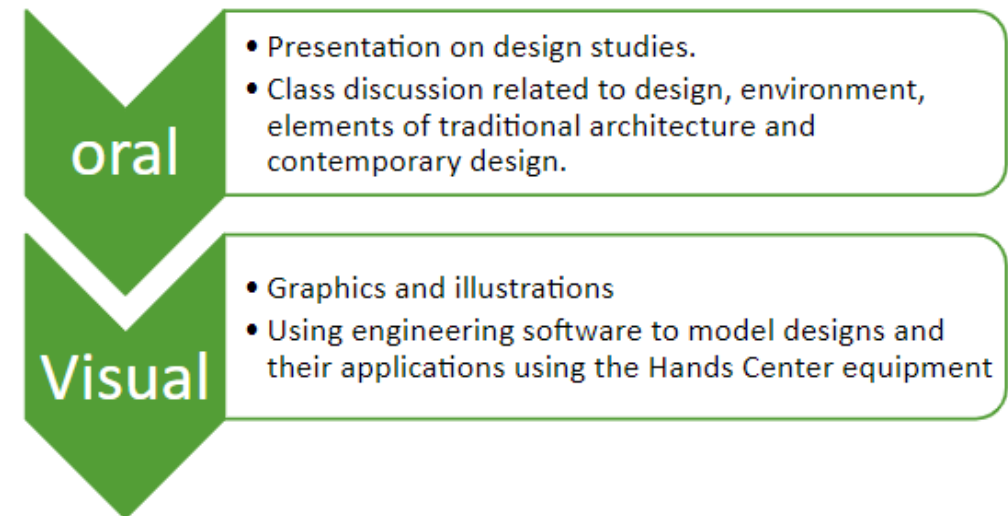 oral
• Presentation on design studies.
• Class discussion related to design, environment,
elements of traditional architecture and
contemporary design.
Visual
• Graphics and illustrations
• Using engineering software to model designs and
their applications using the Hands Center equipment